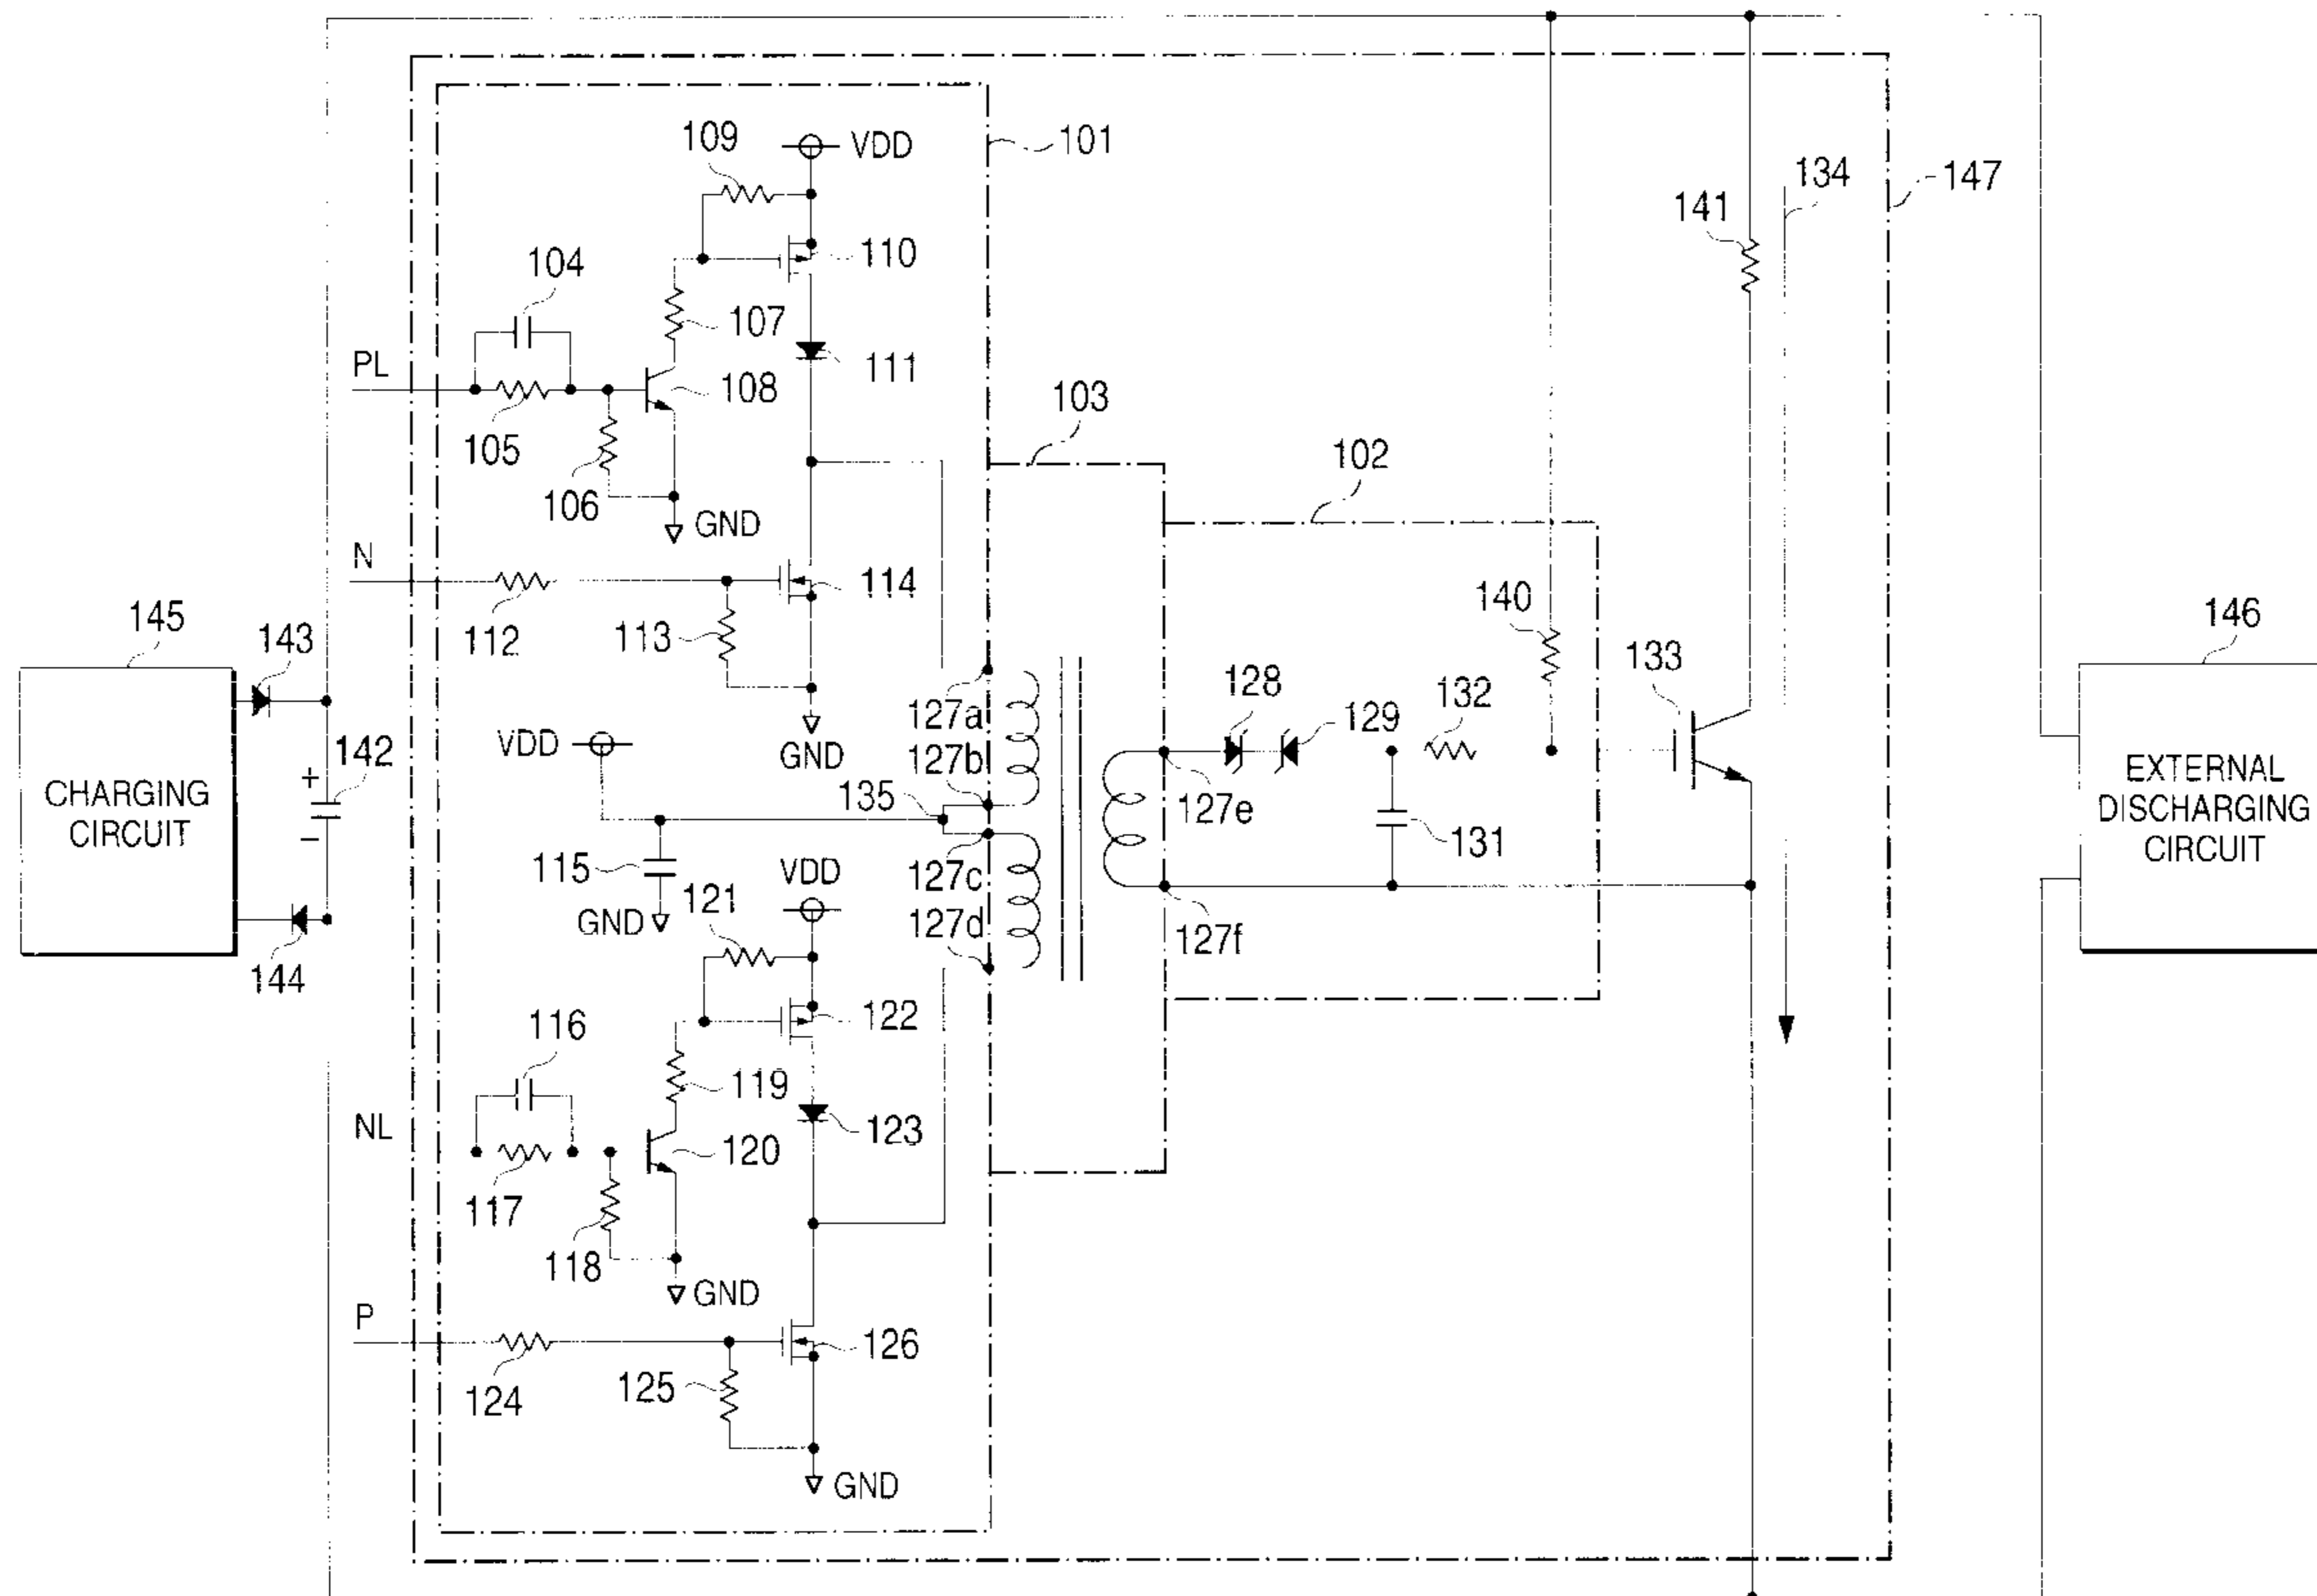 109
VDD
101
134
147
141
110
104
107
PL
111
108
103
105
102
106
GND
N
114
140
145
143
112
113
133
146
127a
128
132
129
VDD
GND
127b
142
+
CHARGING
CIRCUIT
−
135
127e
131
EXTERNAL
DISCHARGING
CIRCUIT
115
VDD
127c
121
GND
127d
127f
144
122
116
119
NL
123
120
117
118
GND
P
126
125
124
GND